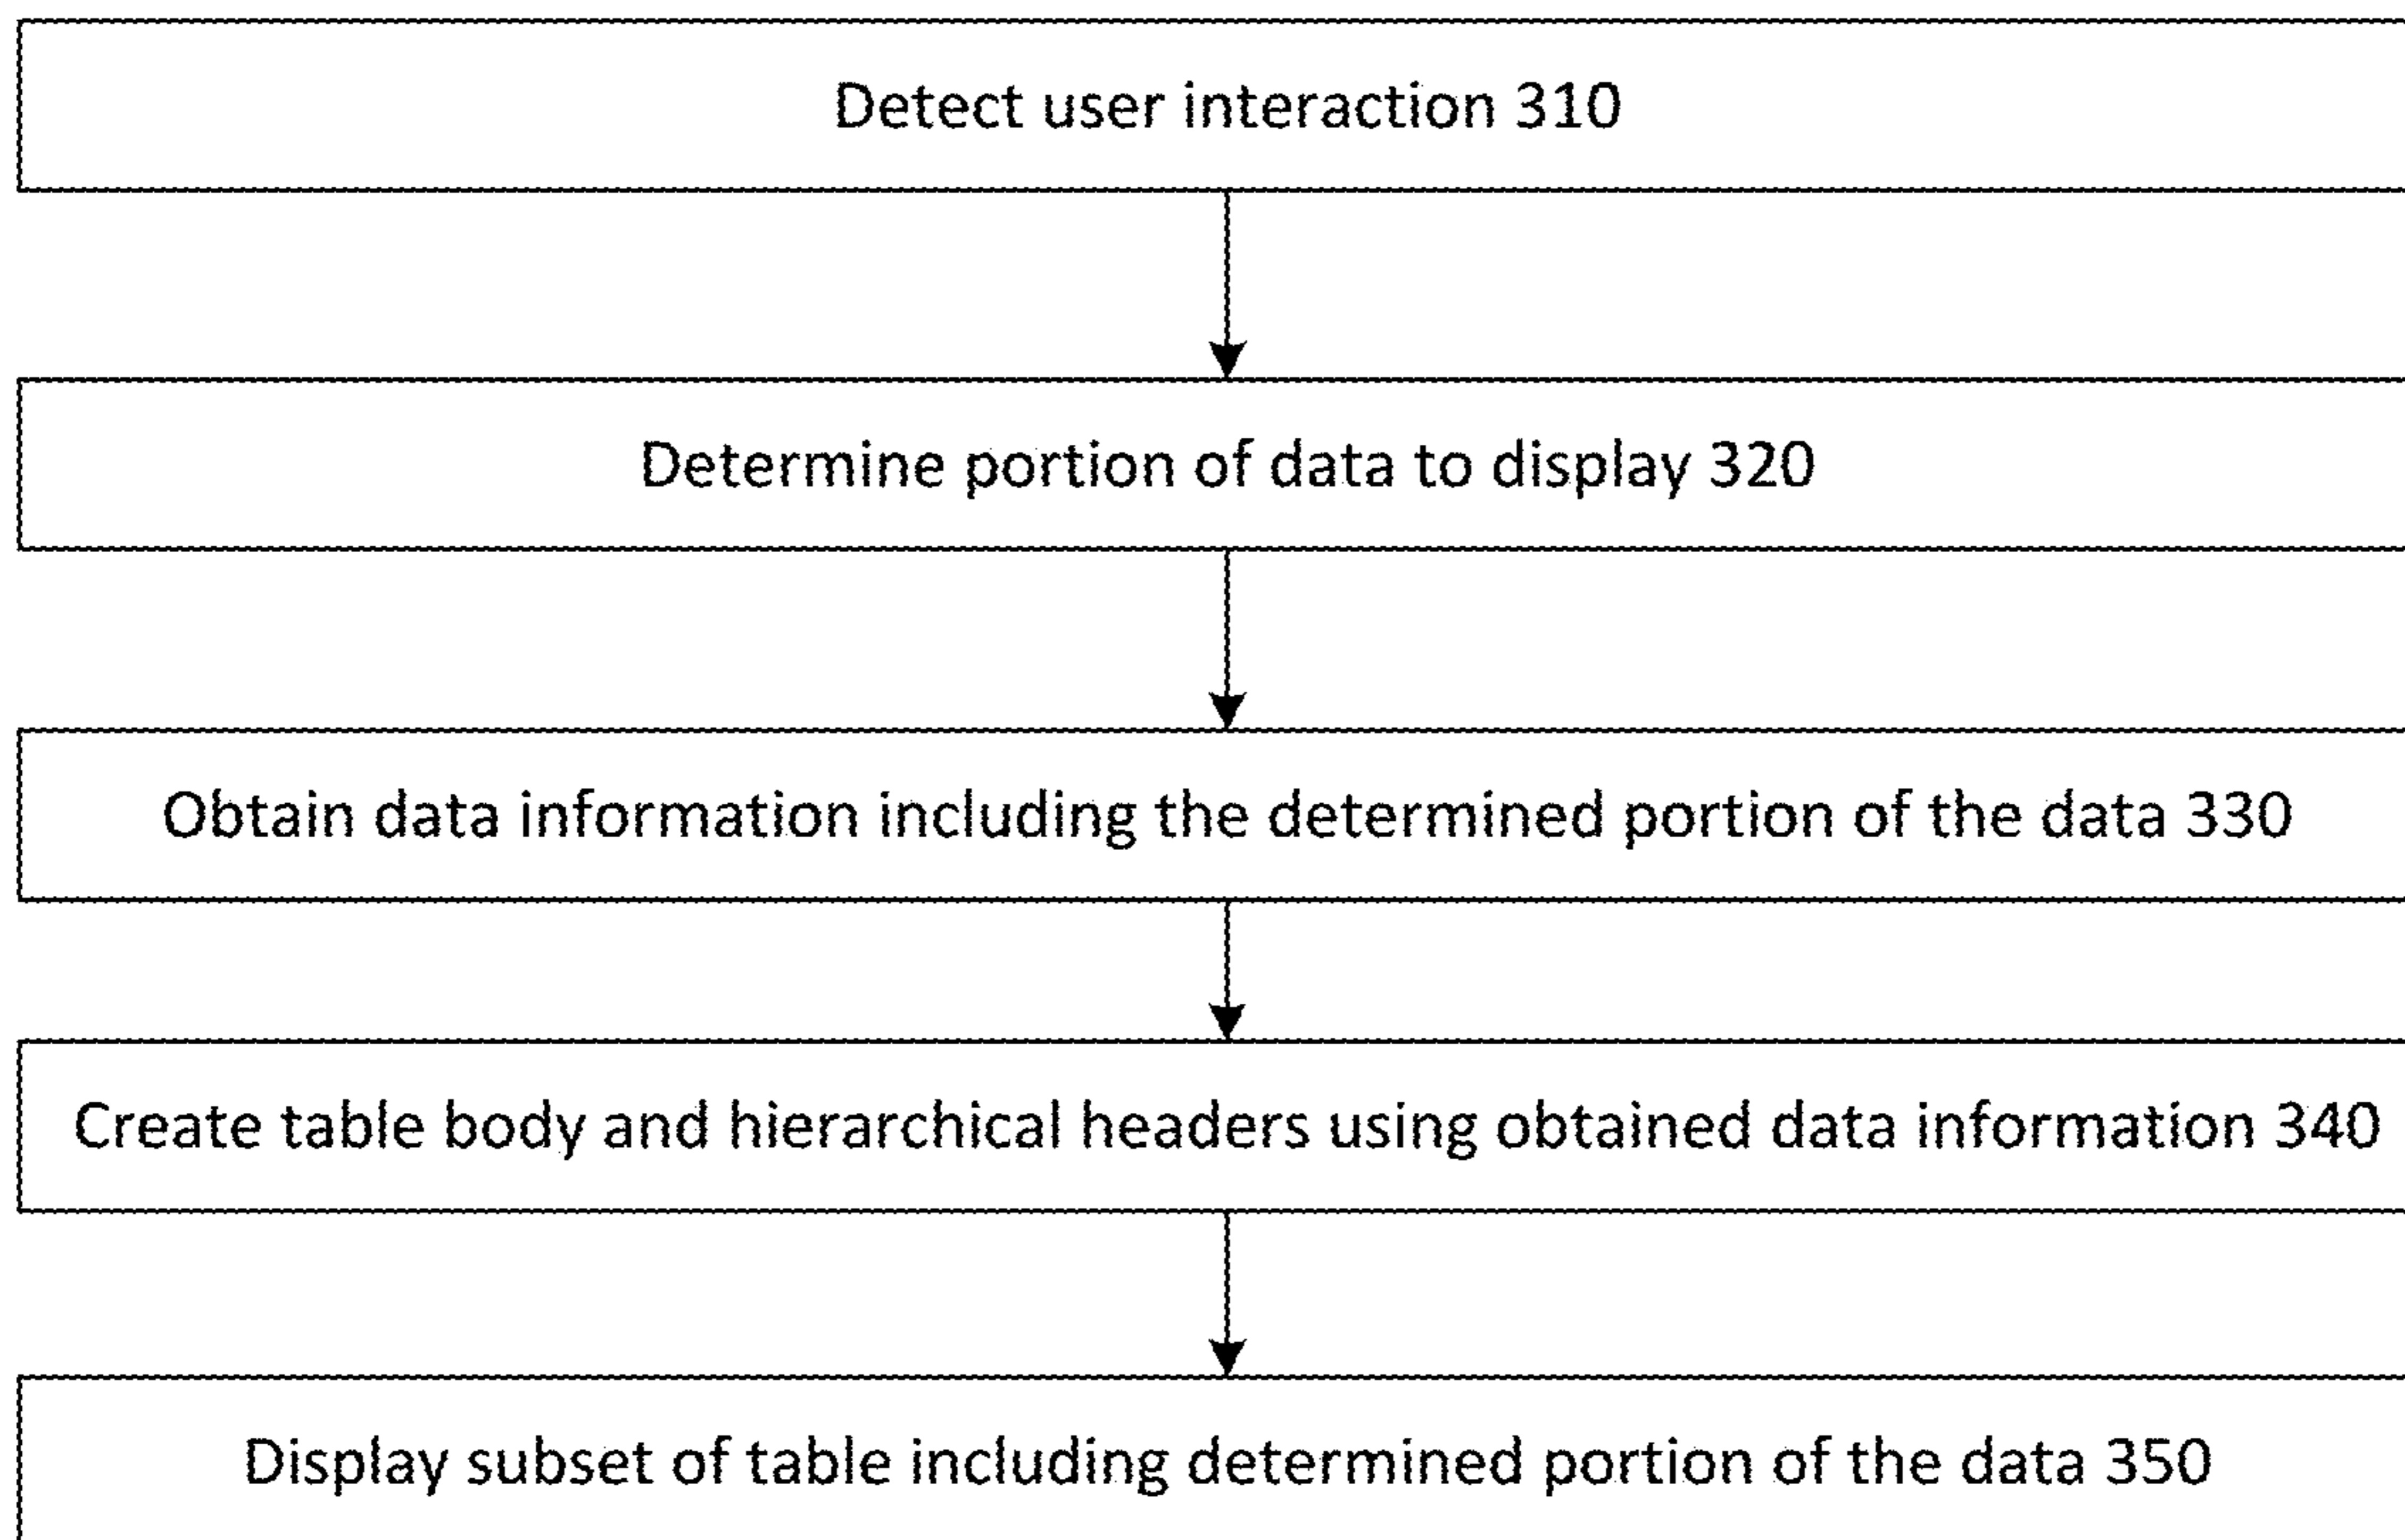 Detect user interaction 310
Determine portion of data to display 320
Obtain data information including the determined portion of the data 330
Create table body and hierarchical headers using obtained data information 340
Display subset of table including determined portion of the data 350